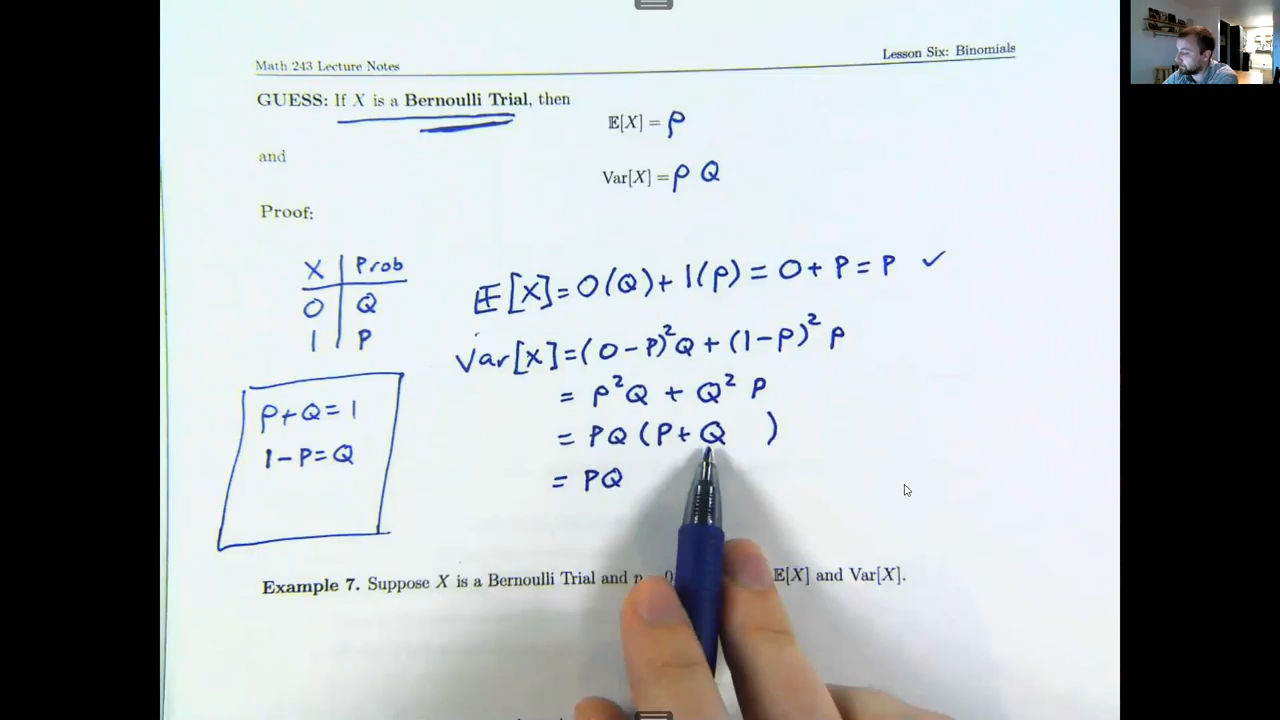 Math 243 Lecture Notes
Lesson Six: Binomials
GUESS: If X is a Bernoulli Trial, then
𝔼[X] = p
and
Var[X] = p Q
Proof:
X | Prob
0 | Q
1 | P
E[X] = 0(Q) + 1(p) = 0 + P = P ✓
Var[X] = (0 - P)²Q + (1 - p)² p
= p²Q + Q² P
= PQ (P + Q )
= PQ
p + Q = 1
1 - P = Q
Example 7. Suppose X is a Bernoulli Trial and
𝔼[X] and Var[X].